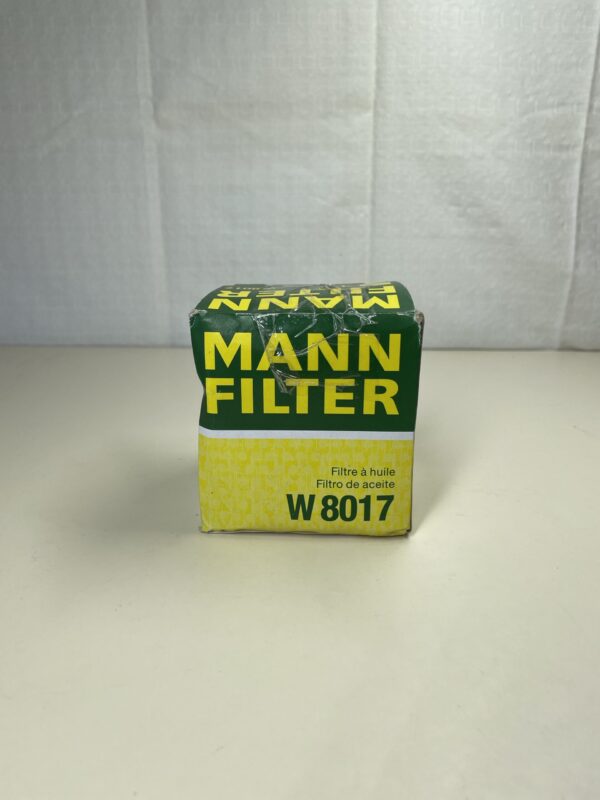 MANN
FILTER
MANN
FILTER
Filtre à huile
Filtro de aceite
W 8017